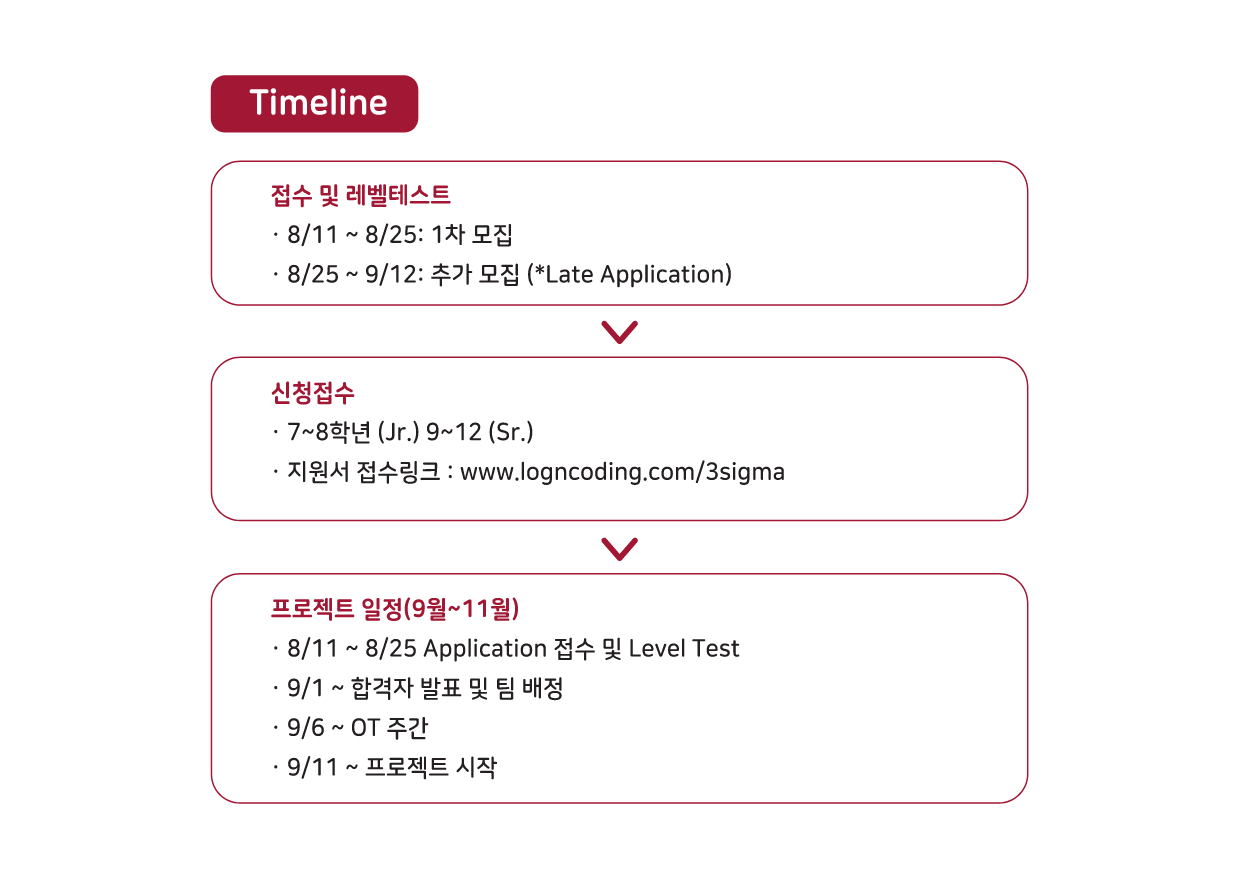 Timeline
접수 및 레벨테스트
· 8/11 ~ 8/25: 1차 모집
· 8/25 ~ 9/12: 추가 모집 (*Late Application)
신청접수
· 7~8학년 (Jr.) 9~12 (Sr.)
· 지원서 접수링크 : www.logncoding.com/3sigma
프로젝트 일정(9월~11월)
· 8/11 ~ 8/25 Application 접수 및 Level Test
· 9/1 ~ 합격자 발표 및 팀 배정
· 9/6 ~ OT 주간
· 9/11 ~ 프로젝트 시작